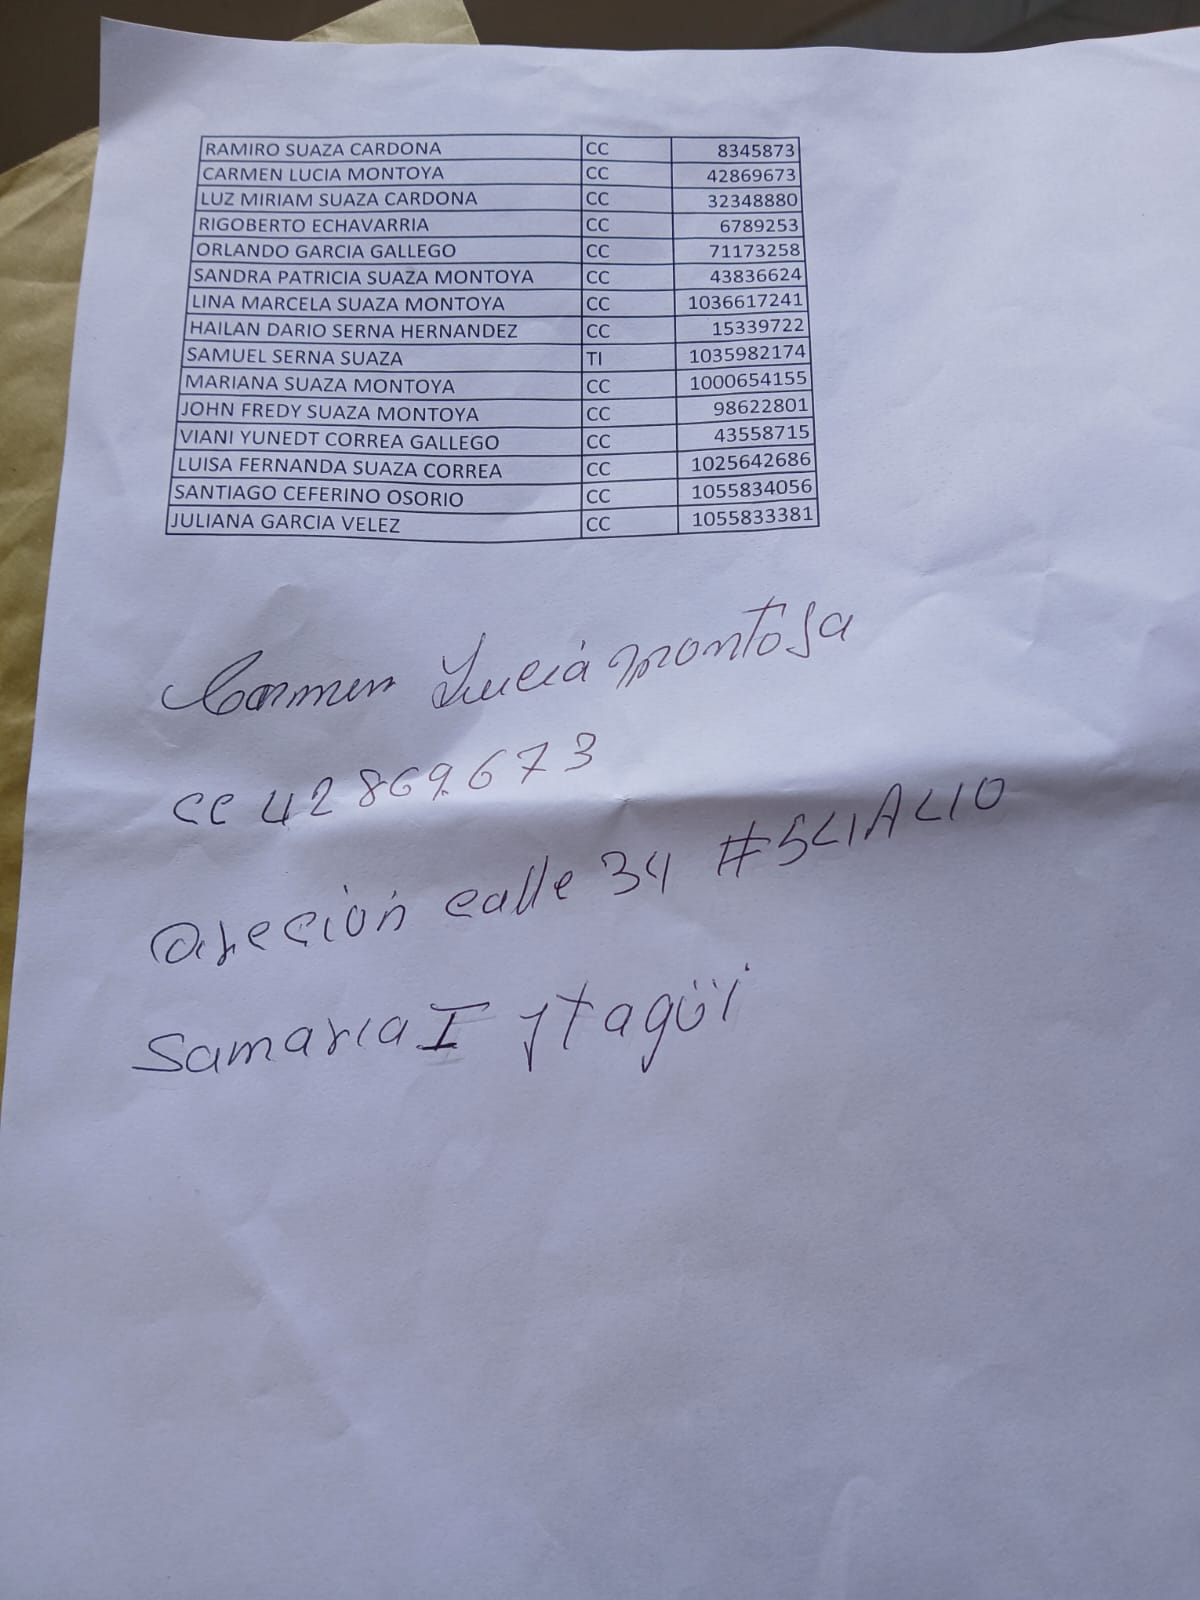 RAMIRO SUAZA CARDONA CC 8345873
CARMEN LUCIA MONTOYA CC 42869673
LUZ MIRIAM SUAZA CARDONA CC 32348880
RIGOBERTO ECHAVARRIA CC 6789253
ORLANDO GARCIA GALLEGO CC 71173258
SANDRA PATRICIA SUAZA MONTOYA CC 43836624
LINA MARCELA SUAZA MONTOYA CC 1036617241
HAILAN DARIO SERNA HERNANDEZ CC 15339722
SAMUEL SERNA SUAZA TI 1035982174
MARIANA SUAZA MONTOYA CC 1000654155
JOHN FREDY SUAZA MONTOYA CC 98622801
VIANI YUNEDT CORREA GALLEGO CC 43558715
LUISA FERNANDA SUAZA CORREA CC 1025642686
SANTIAGO CEFERINO OSORIO CC 1055834056
JULIANA GARCIA VELEZ CC 1055833381
Carmen Lucia Montoya
CC 42869673
calle 34
Samaria I ytagüi